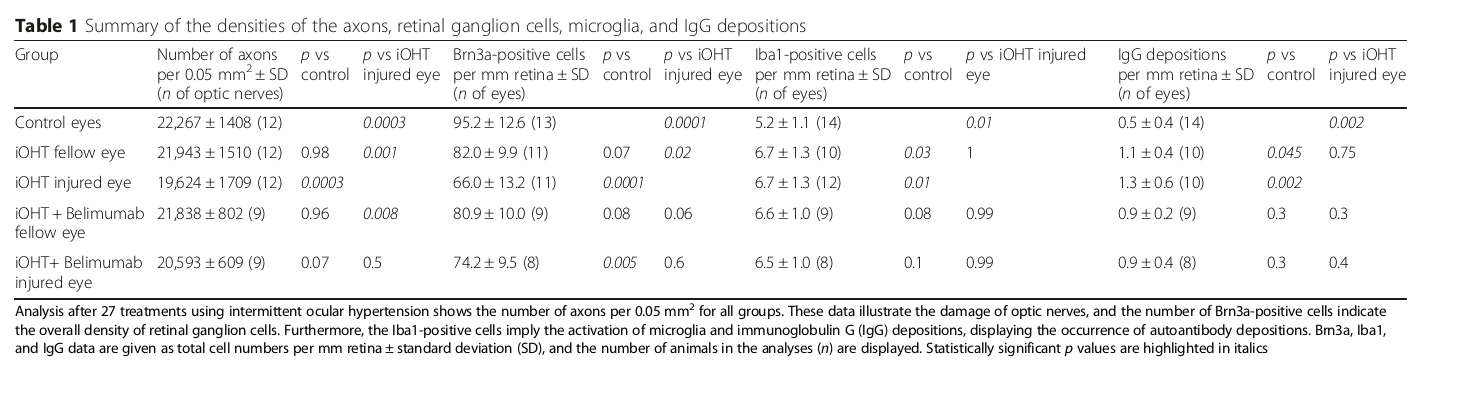 Table 1 Summary of the densities of the axons, retinal ganglion cells, microglia, and IgG depositions
Group Number of axons p vs p vs iOHT Brn3a-positive cells p vs p vs iOHT Iba1-positive cells p vs p vs iOHT injured IgG depositions p vs p vs iOHT
per 0.05 mm² ± SD control injured eye per mm retina ± SD control injured eye per mm retina ± SD control eye per mm retina ± SD control injured eye
(n of optic nerves) (n of eyes) (n of eyes) (n of eyes)
Control eyes 22,267 ± 1408 (12) 0.0003 95.2 ± 12.6 (13) 0.0001 5.2 ± 1.1 (14) 0.01 0.5 ± 0.4 (14) 0.002
iOHT fellow eye 21,943 ± 1510 (12) 0.98 0.001 82.0 ± 9.9 (11) 0.07 0.02 6.7 ± 1.3 (10) 0.03 1 1.1 ± 0.4 (10) 0.045 0.75
iOHT injured eye 19,624 ± 1709 (12) 0.0003 66.0 ± 13.2 (11) 0.0001 6.7 ± 1.3 (12) 0.01 1.3 ± 0.6 (10) 0.002
iOHT + Belimumab 21,838 ± 802 (9) 0.96 0.008 80.9 ± 10.0 (9) 0.08 0.06 6.6 ± 1.0 (9) 0.08 0.99 0.9 ± 0.2 (9) 0.3 0.3
fellow eye
iOHT+ Belimumab 20,593 ± 609 (9) 0.07 0.5 74.2 ± 9.5 (8) 0.005 0.6 6.5 ± 1.0 (8) 0.1 0.99 0.9 ± 0.4 (8) 0.3 0.4
injured eye
Analysis after 27 treatments using intermittent ocular hypertension shows the number of axons per 0.05 mm² for all groups. These data illustrate the damage of optic nerves, and the number of Brn3a-positive cells indicate
the overall density of retinal ganglion cells. Furthermore, the Iba1-positive cells imply the activation of microglia and immunoglobulin G (IgG) depositions, displaying the occurrence of autoantibody depositions. Brn3a, Iba1,
and IgG data are given as total cell numbers per mm retina ± standard deviation (SD), and the number of animals in the analyses (n) are displayed. Statistically significant p values are highlighted in italics